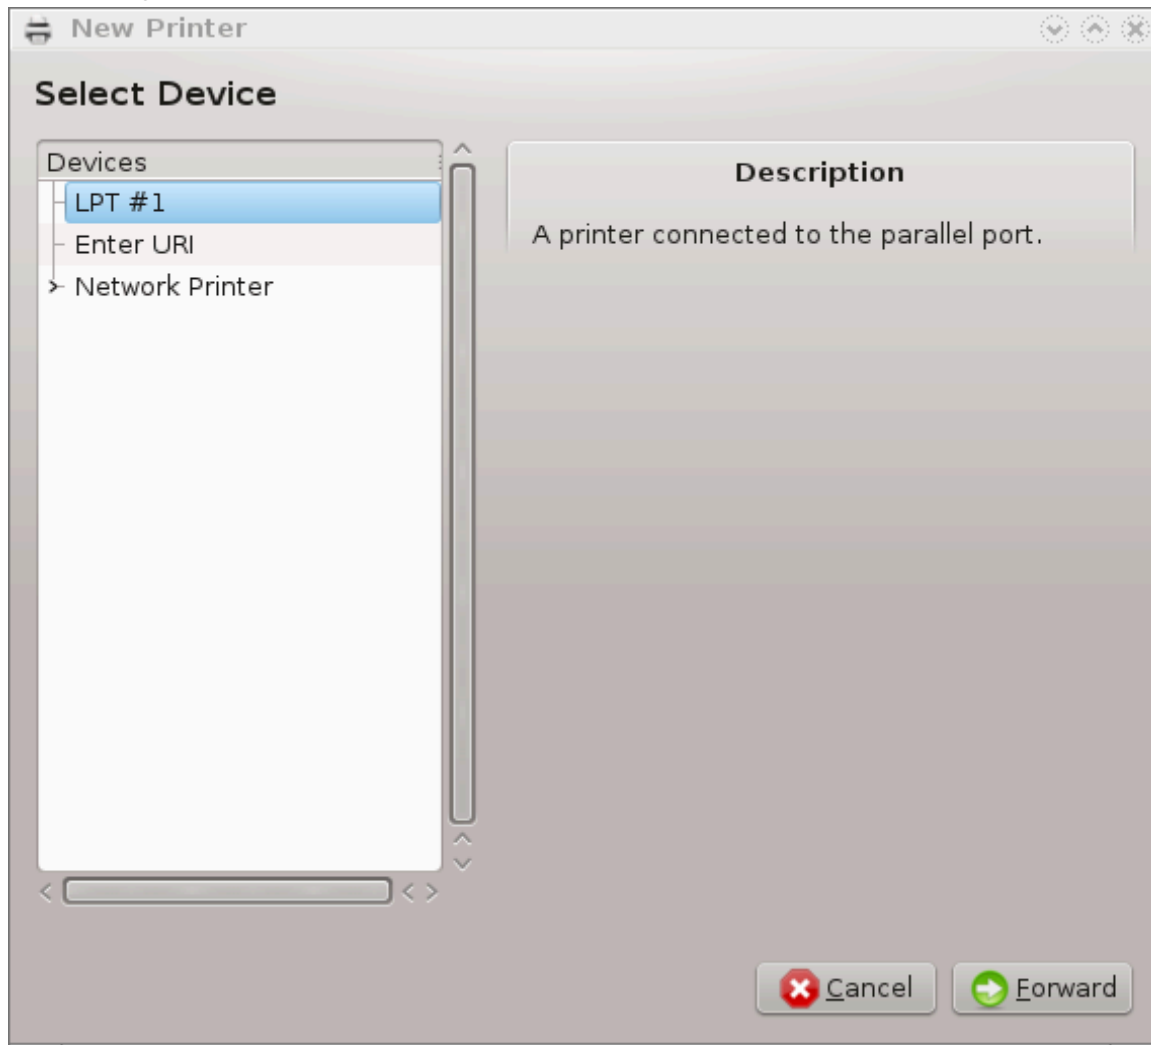 New Printer
Select Device
Devices
LPT #1
Enter URI
Network Printer
Description
A printer connected to the parallel port.
Cancel
Forward